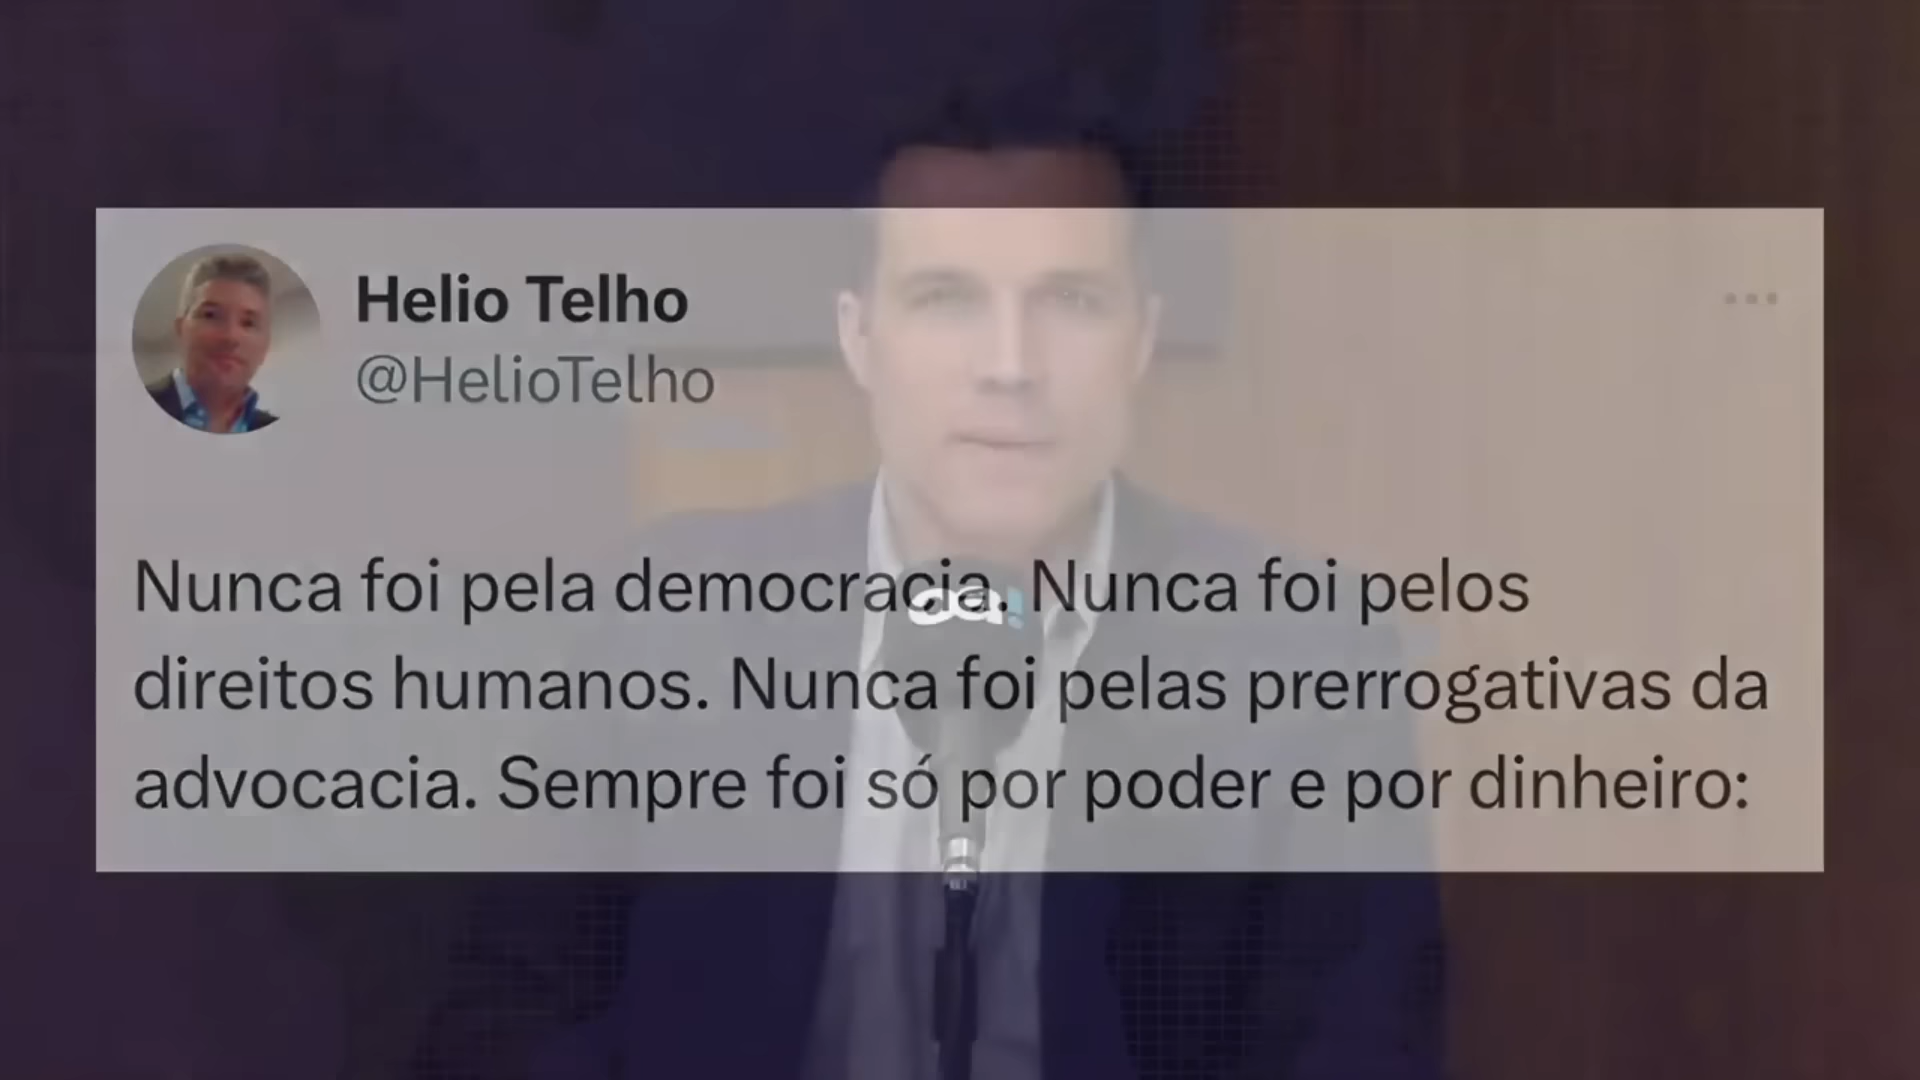 Helio Telho
@HelioTelho
Nunca foi pela democracia. Nunca foi pelos
direitos humanos. Nunca foi pelas prerrogativas da
advocacia. Sempre foi só por poder e por dinheiro:
oa!